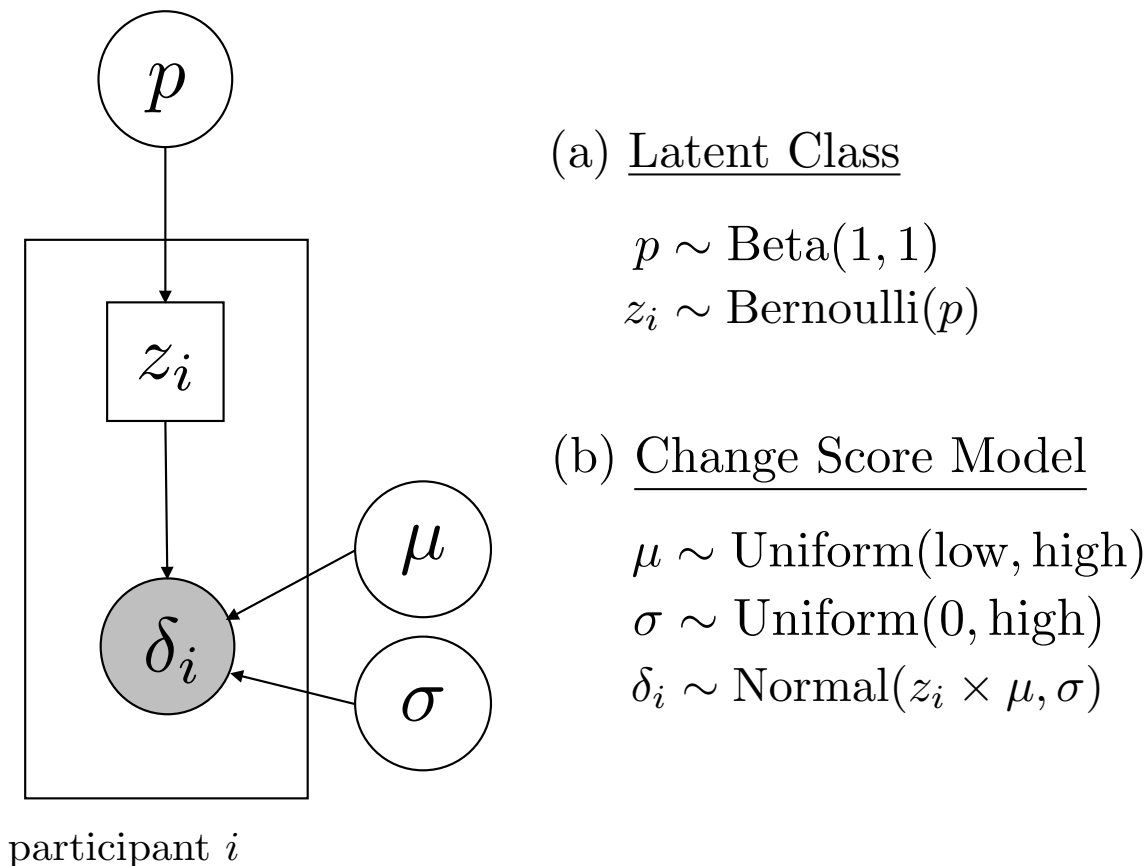 p
z_i
δ_i
μ
σ
participant i
(a) Latent Class
p ∼ Beta(1, 1)
z_i ∼ Bernoulli(p)
(b) Change Score Model
μ ∼ Uniform(low, high)
σ ∼ Uniform(0, high)
δ_i ∼ Normal(z_i × μ, σ)